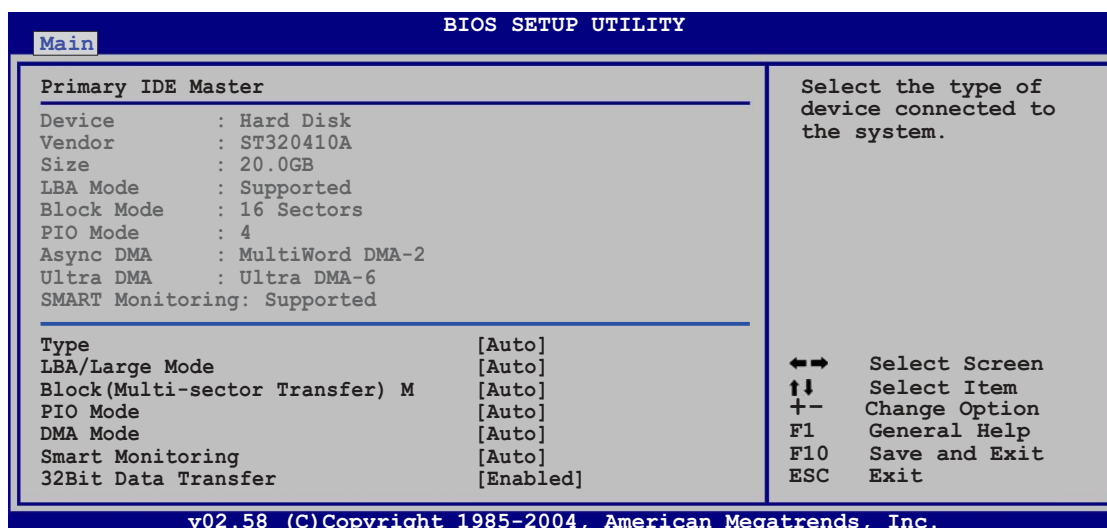 BIOS SETUP UTILITY
Main
Primary IDE Master
Device : Hard Disk
Vendor : ST320410A
Size : 20.0GB
LBA Mode : Supported
Block Mode : 16 Sectors
PIO Mode : 4
Async DMA : MultiWord DMA-2
Ultra DMA : Ultra DMA-6
SMART Monitoring: Supported
Type [Auto]
LBA/Large Mode [Auto]
Block(Multi-sector Transfer) M [Auto]
PIO Mode [Auto]
DMA Mode [Auto]
Smart Monitoring [Auto]
32Bit Data Transfer [Enabled]
Select the type of
device connected to
the system.
←→ Select Screen
↑↓ Select Item
+- Change Option
F1 General Help
F10 Save and Exit
ESC Exit
v02.58 (C)Copyright 1985-2004, American Megatrends, Inc.